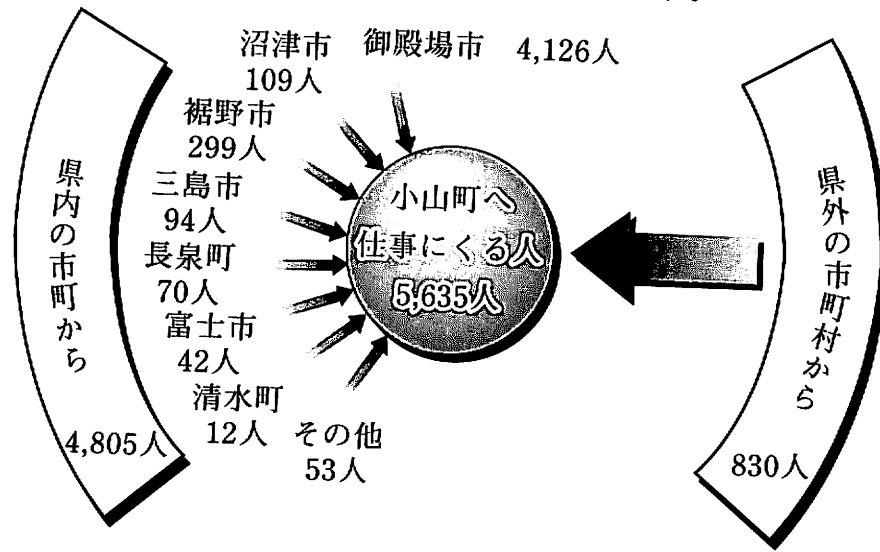 沼津市
109人
御殿場市 4,126人
裾野市
299人
三島市
94人
長泉町
70人
富士市
42人
清水町
12人
その他
53人
県内の市町から
4,805人
小山町へ
仕事にくる人
5,635人
県外の市町村から
830人